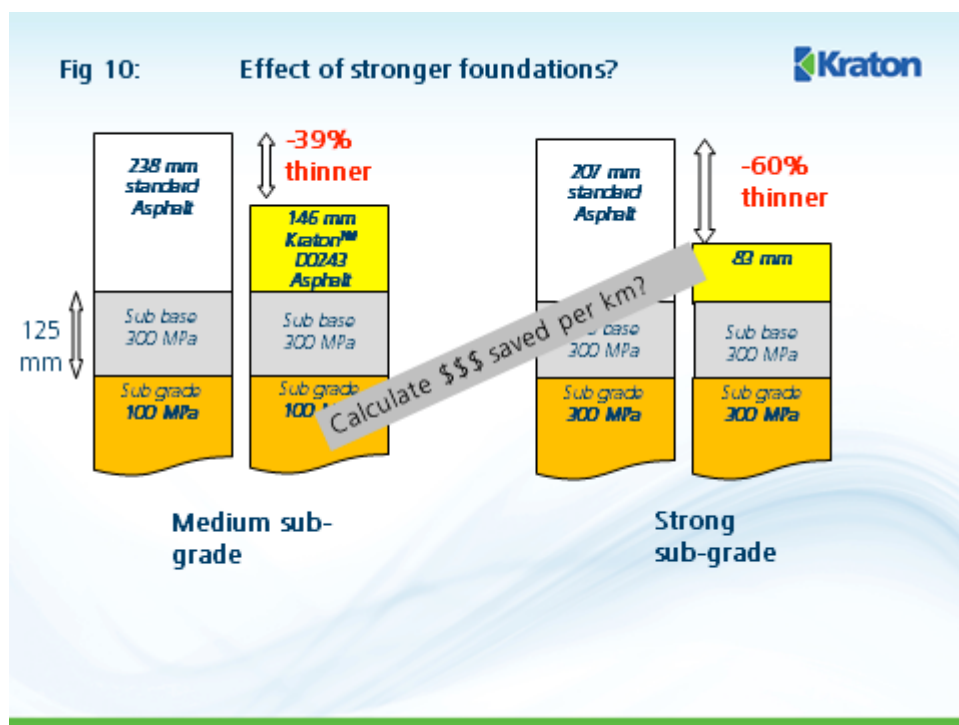 Fig 10: Effect of stronger foundations?
Kraton
238 mm
standard
Asphalt
-39%
thinner
146 mm
Kraton™
D0243
Asphalt
125
mm
Sub base
300 MPa
Sub base
300 MPa
Sub grade
100 MPa
Sub grade
100
207 mm
standard
Asphalt
-60%
thinner
83 mm
Calculate $$$ saved per km?
base
300 MPa
Sub base
300 MPa
Sub grade
300 MPa
Sub grade
300 MPa
Medium sub-
grade
Strong
sub-grade